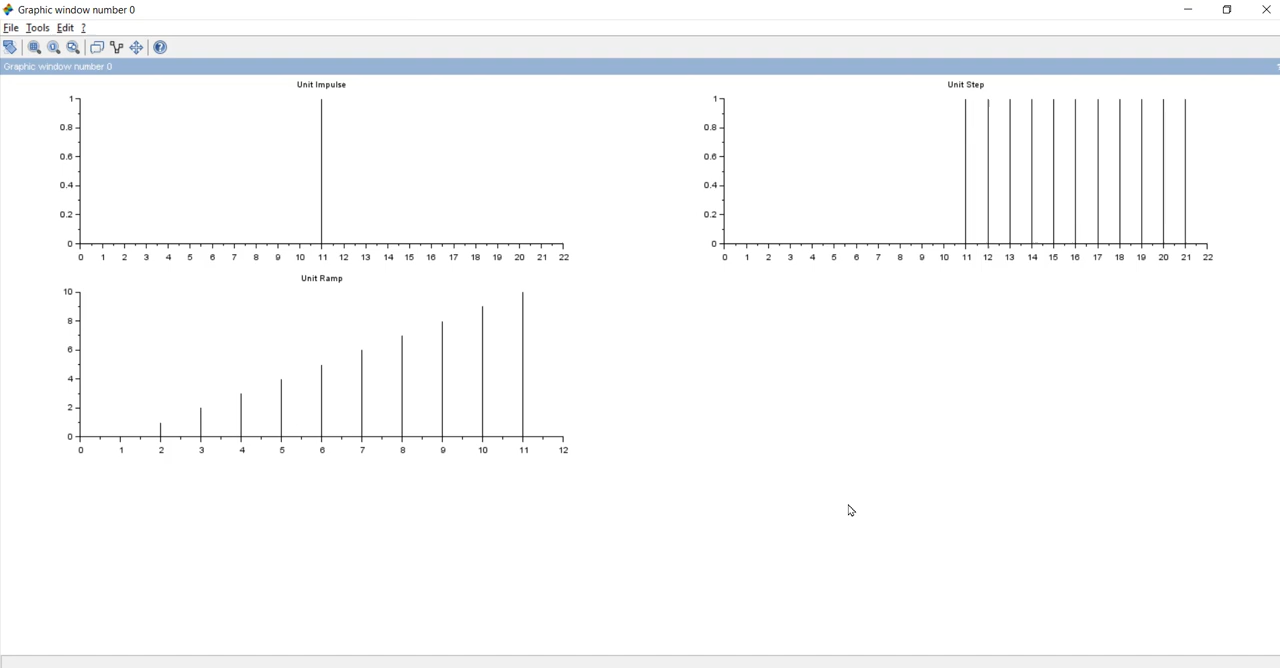 Graphic window number 0
File Tools Edit ?
Graphic window number 0
Unit Impulse
1
0.8
0.6
0.4
0.2
0
0 1 2 3 4 5 6 7 8 9 10 11 12 13 14 15 16 17 18 19 20 21 22
Unit Step
1
0.8
0.6
0.4
0.2
0
0 1 2 3 4 5 6 7 8 9 10 11 12 13 14 15 16 17 18 19 20 21 22
Unit Ramp
10
8
6
4
2
0
0 1 2 3 4 5 6 7 8 9 10 11 12